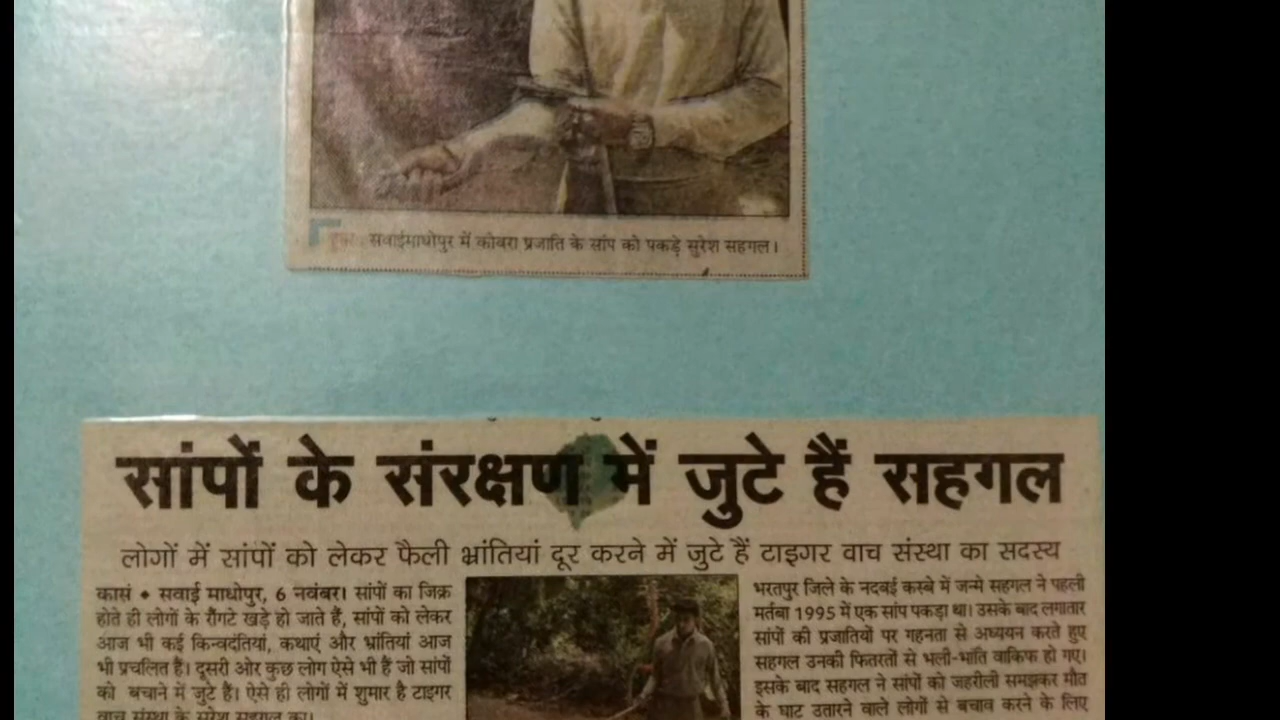 सवाईमाधोपुर में कोबरा प्रजाति के सांप को पकड़े सुरेश सहगल।
सांपों के संरक्षण में जुटे हैं सहगल
लोगों में सांपों को लेकर फैली भ्रांतियां दूर करने में जुटे हैं टाइगर वाच संस्था का सदस्य
कासं • सवाई माधोपुर, 6 नवंबर। सांपों का जिक्र
होते ही लोगों के रौंगटे खड़े हो जाते हैं, सांपों को लेकर
आज भी कई किन्वदंतियां, कथाएं और भ्रांतियां आज
भी प्रचलित हैं। दूसरी ओर कुछ लोग ऐसे भी हैं जो सांपों
को बचाने में जुटे हैं। ऐसे ही लोगों में शुमार है टाइगर
वाच संस्था के सुरेश सहगल का।
भरतपुर जिले के नदबई कस्बे में जन्मे सहगल ने पहली
मर्तबा 1995 में एक सांप पकड़ा था। उसके बाद लगातार
सांपों की प्रजातियों पर गहनता से अध्ययन करते हुए
सहगल उनकी फितरतों से भली-भांति वाकिफ हो गए।
इसके बाद सहगल ने सांपों को जहरीली समझकर मौत
के घाट उतारने वाले लोगों से बचाव करने के लिए